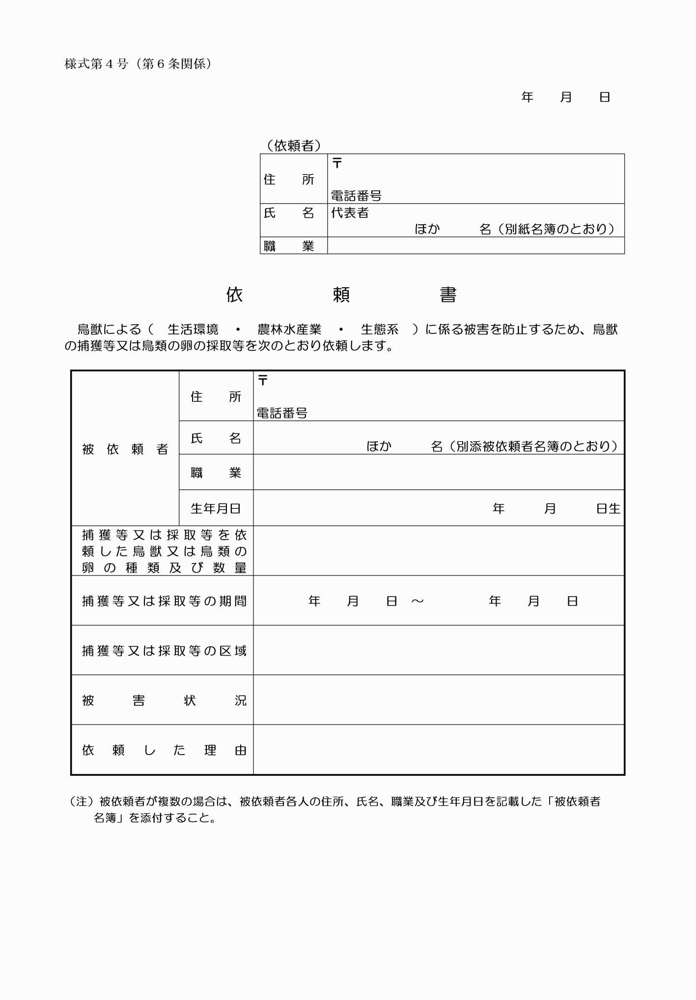 様式第４号（第６条関係）
年　　月　　日
（依頼者）
住　　所
〒
電話番号
氏　　名
代表者
ほか　　　名（別紙名簿のとおり）
職　　業
依　　　頼　　　書
　鳥獣による（　生活環境　・　農林水産業　・　生態系　）に係る被害を防止するため、鳥獣
の捕獲等又は鳥類の卵の採取等を次のとおり依頼します。
被依頼者
住　　所
〒
電話番号
氏　　名
ほか　　　名（別添被依頼者名簿のとおり）
職　　業
生年月日
年　　　月　　　日生
捕獲等又は採取等を依
頼した鳥獣又は鳥類の
卵の種類及び数量
捕獲等又は採取等の期間
年　　月　　日　～　　　　　年　　月　　日
捕獲等又は採取等の区域
被害状況
依頼した理由
（注）被依頼者が複数の場合は、被依頼者各人の住所、氏名、職業及び生年月日を記載した「被依頼者
名簿」を添付すること。